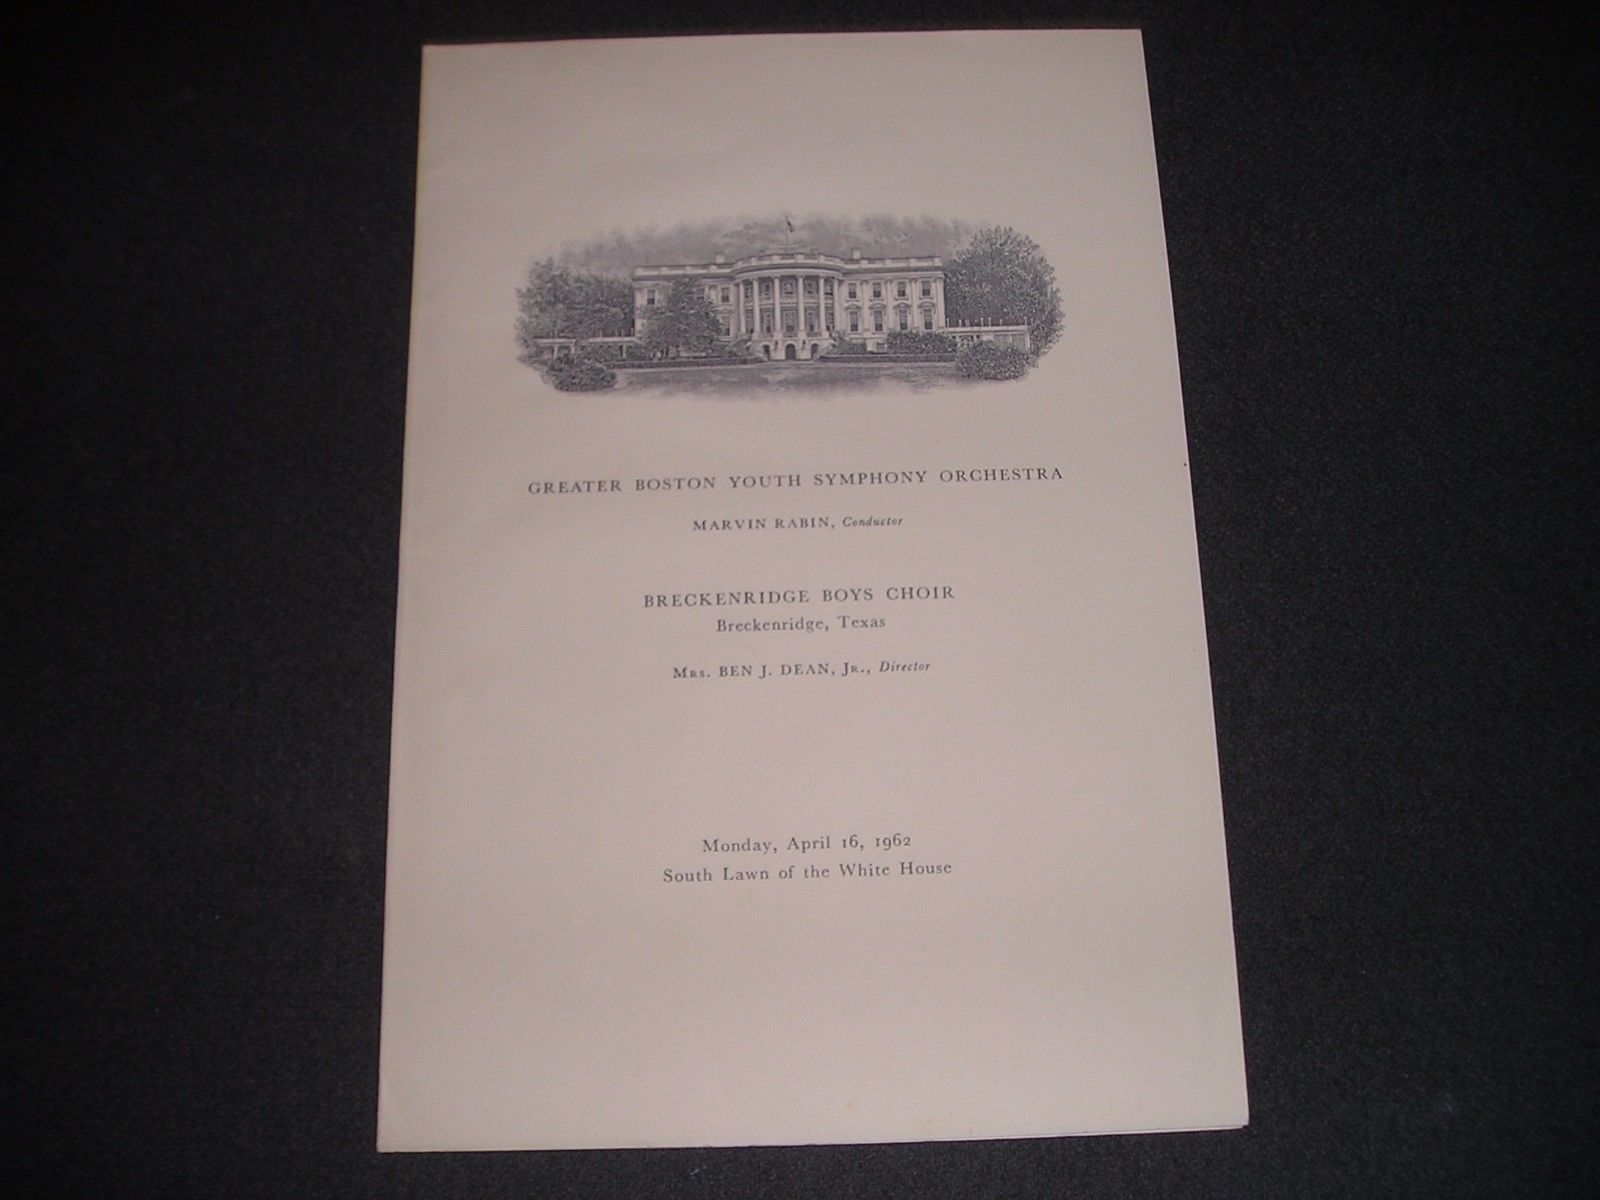 GREATER BOSTON YOUTH SYMPHONY ORCHESTRA
MARVIN RABIN, Conductor
BRECKENRIDGE BOYS CHOIR
Breckenridge, Texas
MRS. BEN J. DEAN, JR., Director
Monday, April 16, 1962
South Lawn of the White House